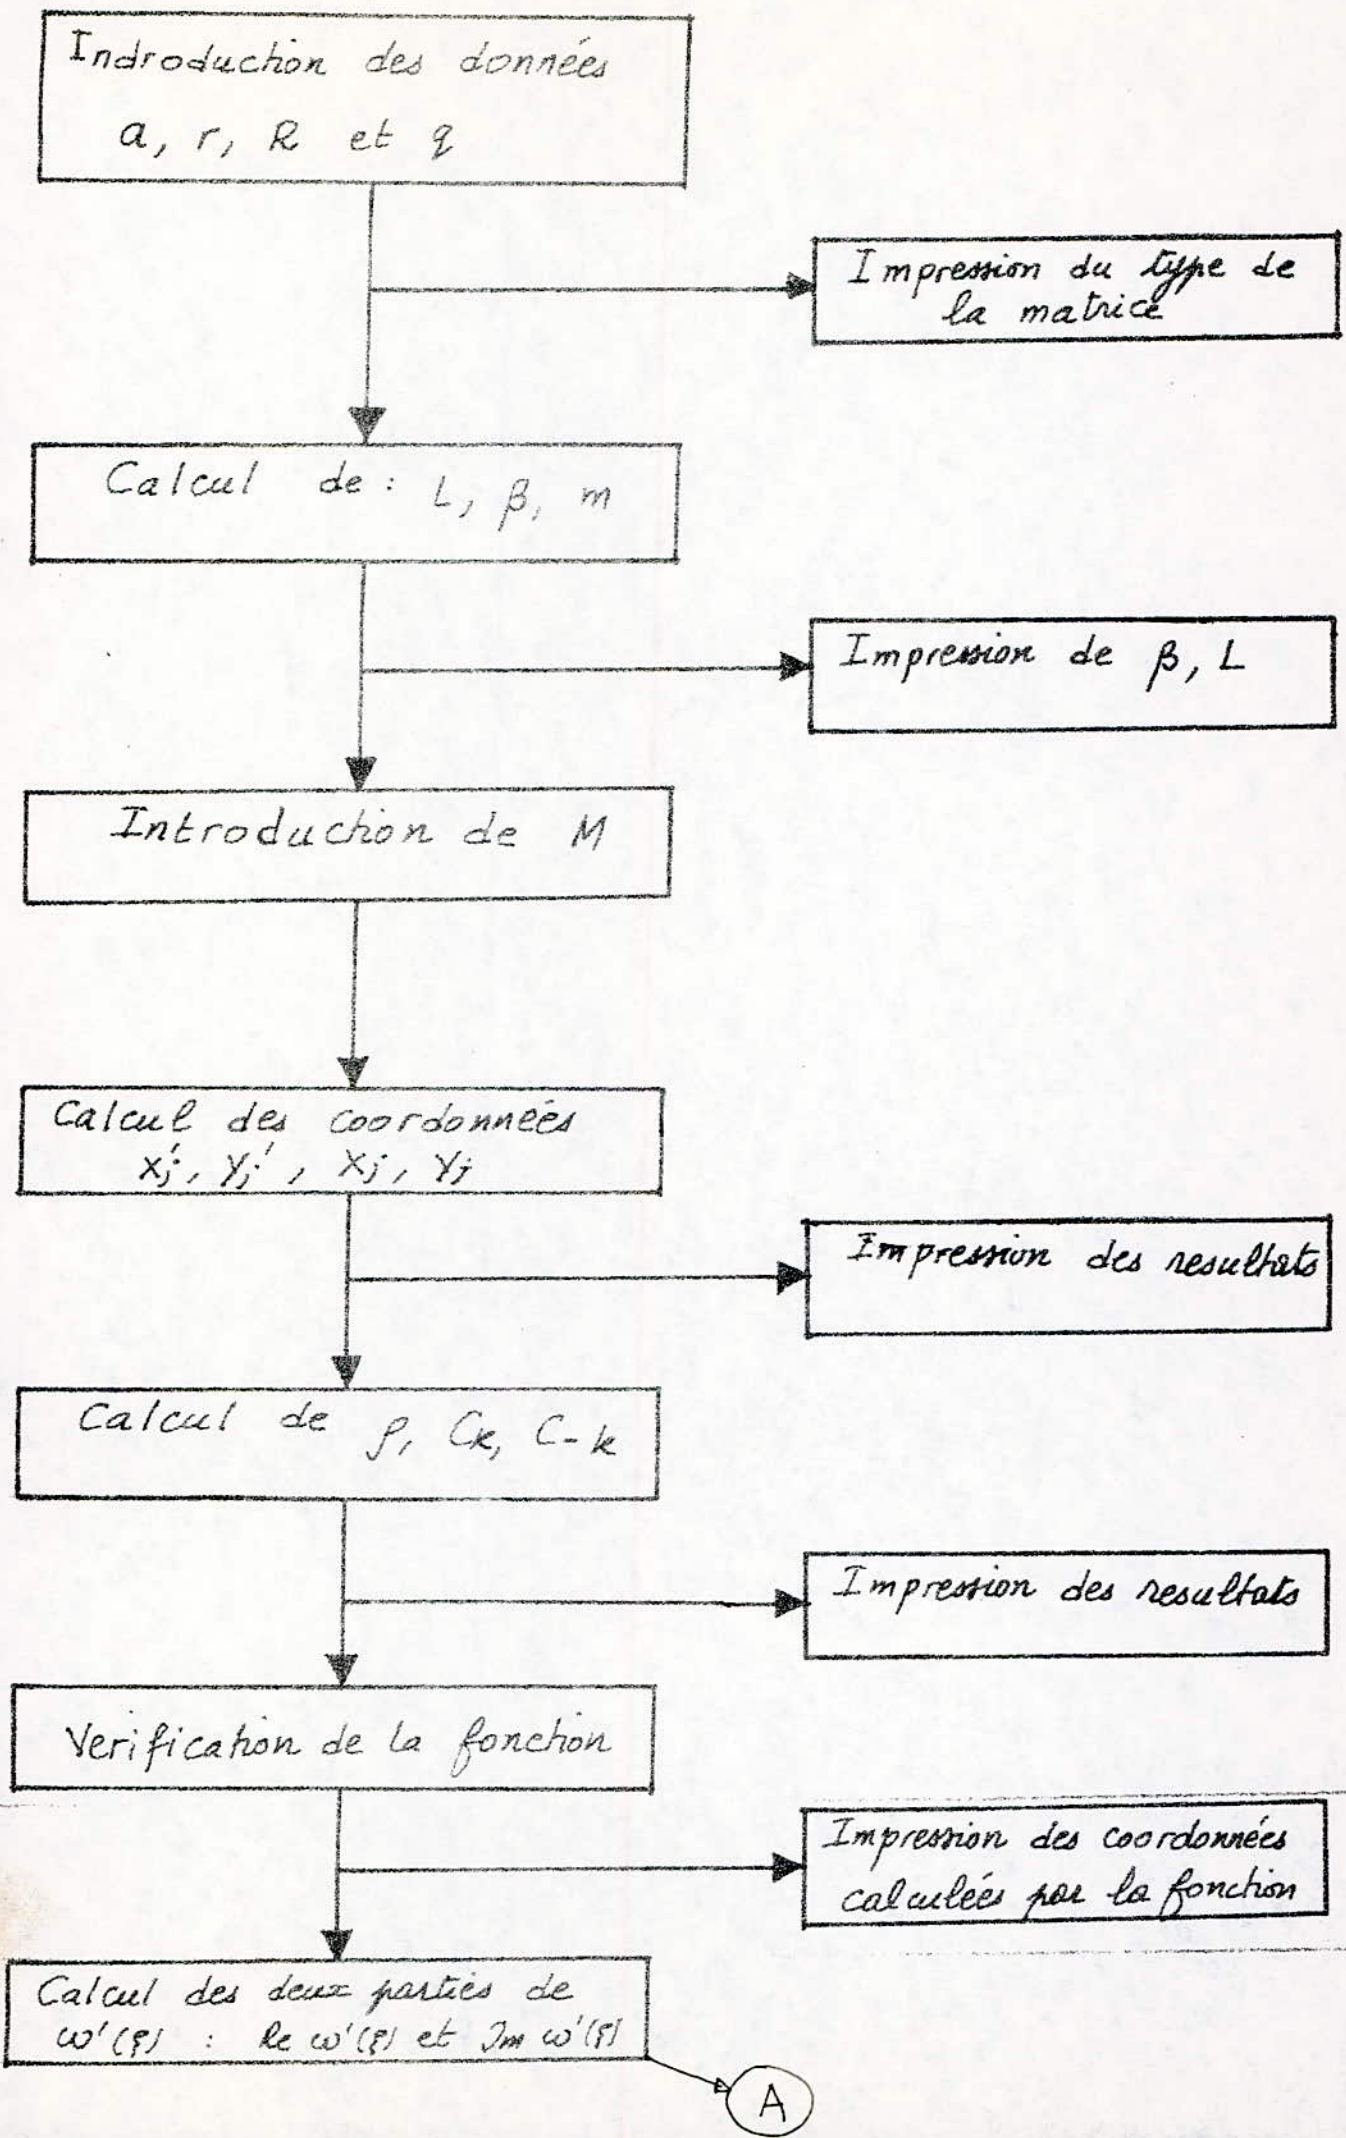 Indroduction des données
a, r, R et q
Impression du type de
la matrice
Calcul de : L, β, m
Impression de β, L
Introduction de M
Calcul des coordonnées
x'j, y'j, xj, yj
Impression des resultats
Calcul de ρ, Ck, C-k
Impression des resultats
Verification de la fonction
Impression des coordonnées
calculées par la fonction
Calcul des deux parties de
ω'(ρ) : Re ω'(ρ) et Im ω'(ρ)
A